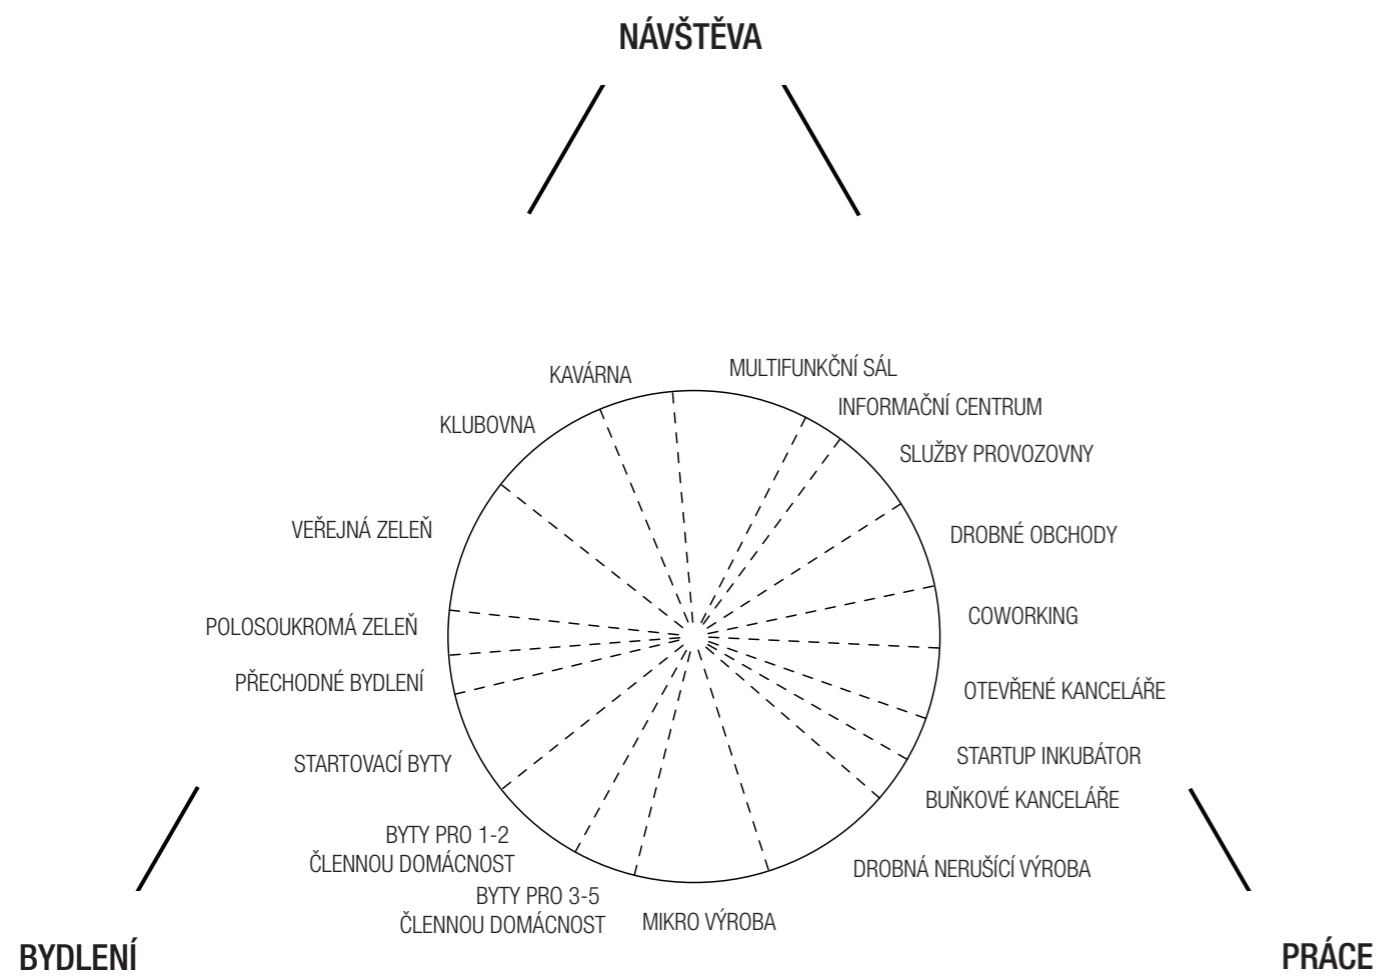 NÁVŠTĚVA
MULTIFUNKČNÍ SÁL
KAVÁRNA
INFORMAČNÍ CENTRUM
KLUBOVNA
SLUŽBY PROVOZOVNY
VEŘEJNÁ ZELEŇ
DROBNÉ OBCHODY
COWORKING
POLOSOUKROMÁ ZELEŇ
PŘECHODNÉ BYDLENÍ
OTEVŘENÉ KANCELÁŘE
STARTUP INKUBÁTOR
STARTOVACÍ BYTY
BUŇKOVÉ KANCELÁŘE
BYTY PRO 1-2
ČLENNOU DOMÁCNOST
DROBNÁ NERUŠÍCÍ VÝROBA
BYTY PRO 3-5
ČLENNOU DOMÁCNOST
MIKRO VÝROBA
BYDLENÍ
PRÁCE